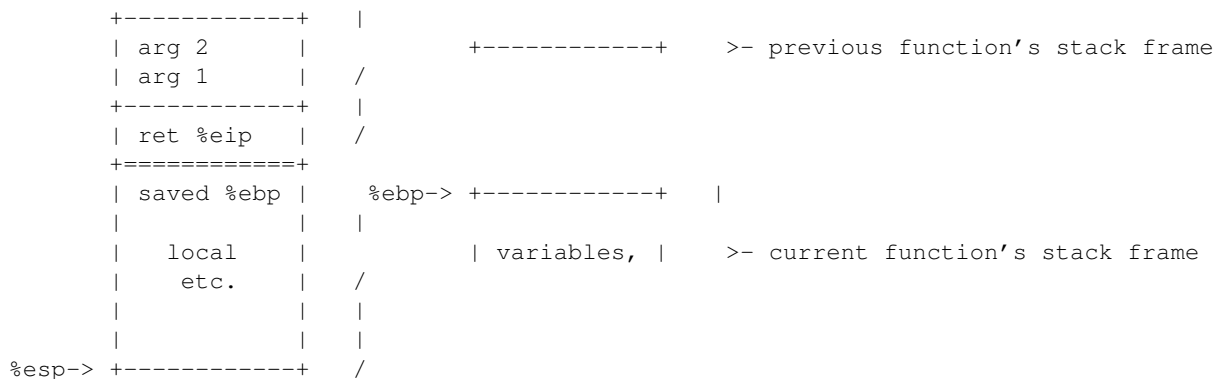 +------------+   |
| arg 2      |          +------------+    >- previous function's stack frame
| arg 1      |   /
+------------+   |
| ret %eip   |   /
+============+
| saved %ebp |    %ebp-> +------------+   |
|            |   |
|   local    |          | variables, |    >- current function's stack frame
|    etc.    |   /
|            |   |
|            |   |
%esp-> +------------+   /